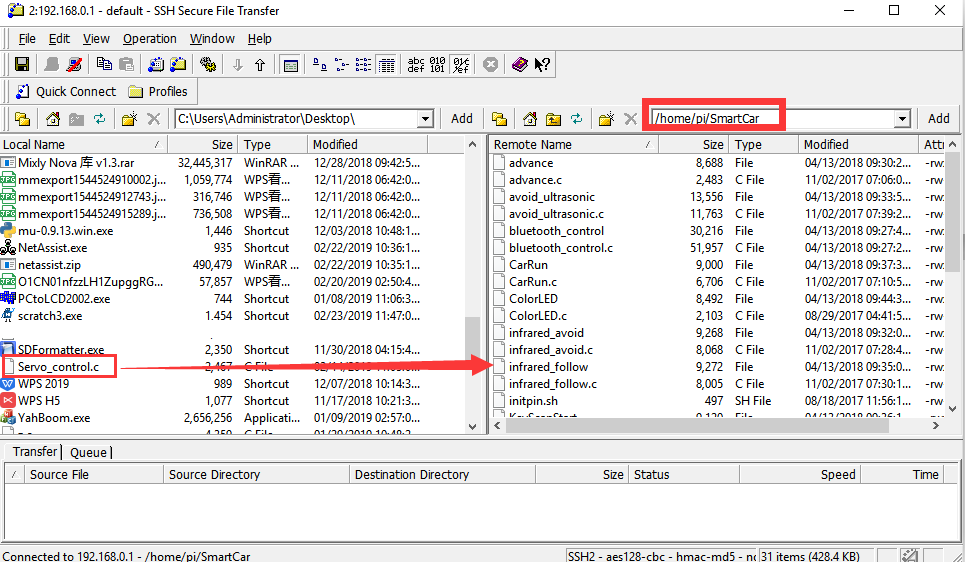 2:192.168.0.1 - default - SSH Secure File Transfer
File Edit View Operation Window Help
abc def 010 101
Quick Connect Profiles
C:\Users\Administrator\Desktop\ Add /home/pi/SmartCar Add
Local Name / Size Type Modified Remote Name / Size Type Modified Attr
Mixly Nova 库 v1.3.rar 32,445,317 WinRAR ... 12/28/2018 09:42:5... advance 8,688 File 04/13/2018 09:30:2... -rw
mmexport1544524910002.j... 1,059,774 WPS看... 12/11/2018 06:42:0... advance.c 2,483 C File 11/02/2017 07:06:0... -rw
mmexport1544524912743.j... 316,746 WPS看... 12/11/2018 06:42:0... avoid_ultrasonic 13,556 File 04/13/2018 09:33:5... -rw
mmexport1544524915289.j... 736,508 WPS看... 12/11/2018 06:42:0... avoid_ultrasonic.c 11,763 C File 11/02/2017 07:39:2... -rw
mu-0.9.13.win.exe 1,446 Shortcut 12/03/2018 10:48:1... bluetooth_control 30,216 File 04/13/2018 09:27:4... -rw
NetAssist.exe 935 Shortcut 02/22/2019 10:36:1... bluetooth_control.c 51,957 C File 04/13/2018 09:27:2... -rw
netassist.zip 490,479 WinRAR ... 02/22/2019 10:35:1... CarRun 9,000 File 04/13/2018 09:37:3... -rw
O1CN01nfzzLH1ZupggRG... 57,857 WPS看... 02/20/2019 02:50:4... CarRun.c 6,706 C File 11/02/2017 07:10:5... -rw
PCtoLCD2002.exe 744 Shortcut 01/08/2019 11:06:3... ColorLED 8,492 File 04/13/2018 09:44:3... -rw
scratch3.exe 1.454 Shortcut 02/23/2019 11:47:0... ColorLED.c 2,103 C File 08/29/2017 04:41:5... -rw
infrared_avoid 9,268 File 04/13/2018 09:32:0... -rw
SDFormatter.exe 2,350 Shortcut 11/30/2018 04:15:4... infrared_avoid.c 8,068 C File 11/02/2017 07:28:4... -rw
Servo_control.c 2,467 C File infrared_follow 9,272 File 04/13/2018 09:35:0... -rw
WPS 2019 989 Shortcut 12/07/2018 10:14:3... infrared_follow.c 8,005 C File 11/02/2017 07:30:1... -rw
WPS H5 1,077 Shortcut 11/17/2018 10:21:3... initpin.sh 497 SH File 08/18/2017 11:56:1... -rw
YahBoom.exe 2,656,256 Applicati... 01/09/2019 02:57:0... KeyScanStart 9,120 File
Transfer Queue
/ Source File Source Directory Destination Directory Size Status Speed Time
Connected to 192.168.0.1 - /home/pi/SmartCar SSH2 - aes128-cbc - hmac-md5 - nc 31 items (428.4 KB)